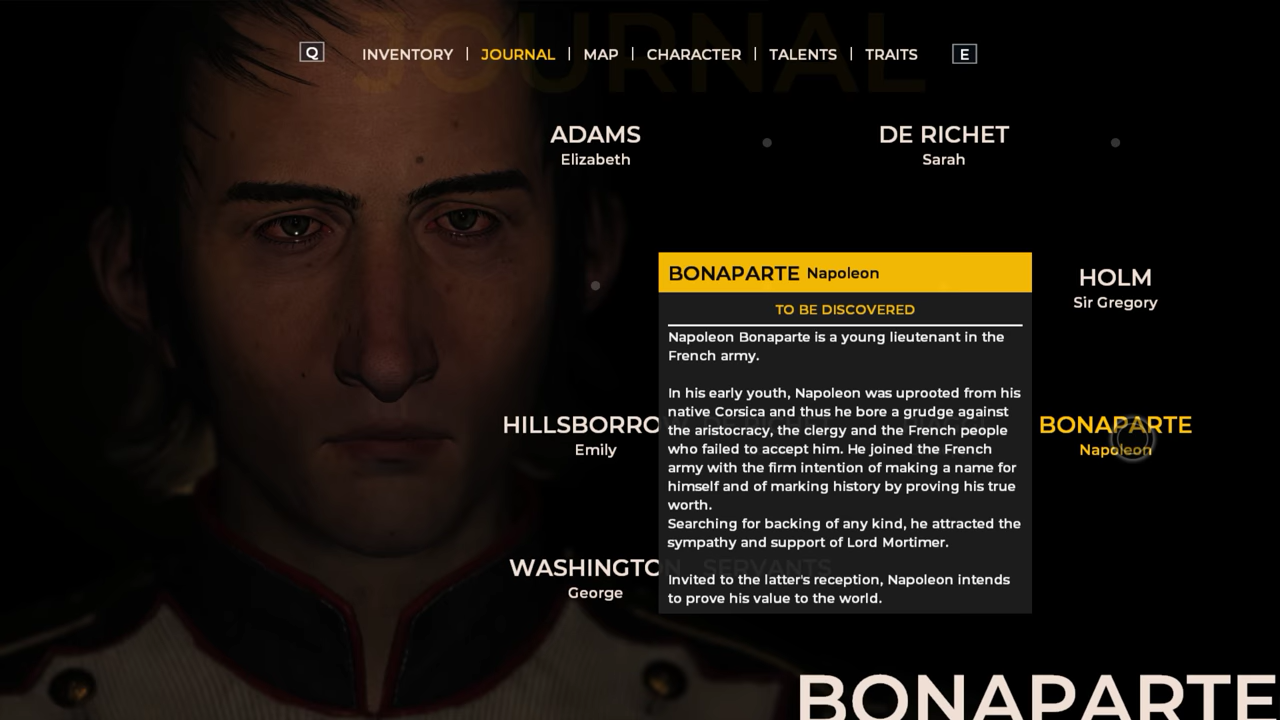 JOURNAL
Q INVENTORY | JOURNAL | MAP | CHARACTER | TALENTS | TRAITS E
ADAMS
Elizabeth
DE RICHET
Sarah
BONAPARTE Napoleon
TO BE DISCOVERED
Napoleon Bonaparte is a young lieutenant in the
French army.
In his early youth, Napoleon was uprooted from his
native Corsica and thus he bore a grudge against
the aristocracy, the clergy and the French people
who failed to accept him. He joined the French
army with the firm intention of making a name for
himself and of marking history by proving his true
worth.
Searching for backing of any kind, he attracted the
sympathy and support of Lord Mortimer.
Invited to the latter's reception, Napoleon intends
to prove his value to the world.
HOLM
Sir Gregory
HILLSBORRO
Emily
BONAPARTE
Napoleon
WASHINGTO
George
SERVANTS
BONAPARTE